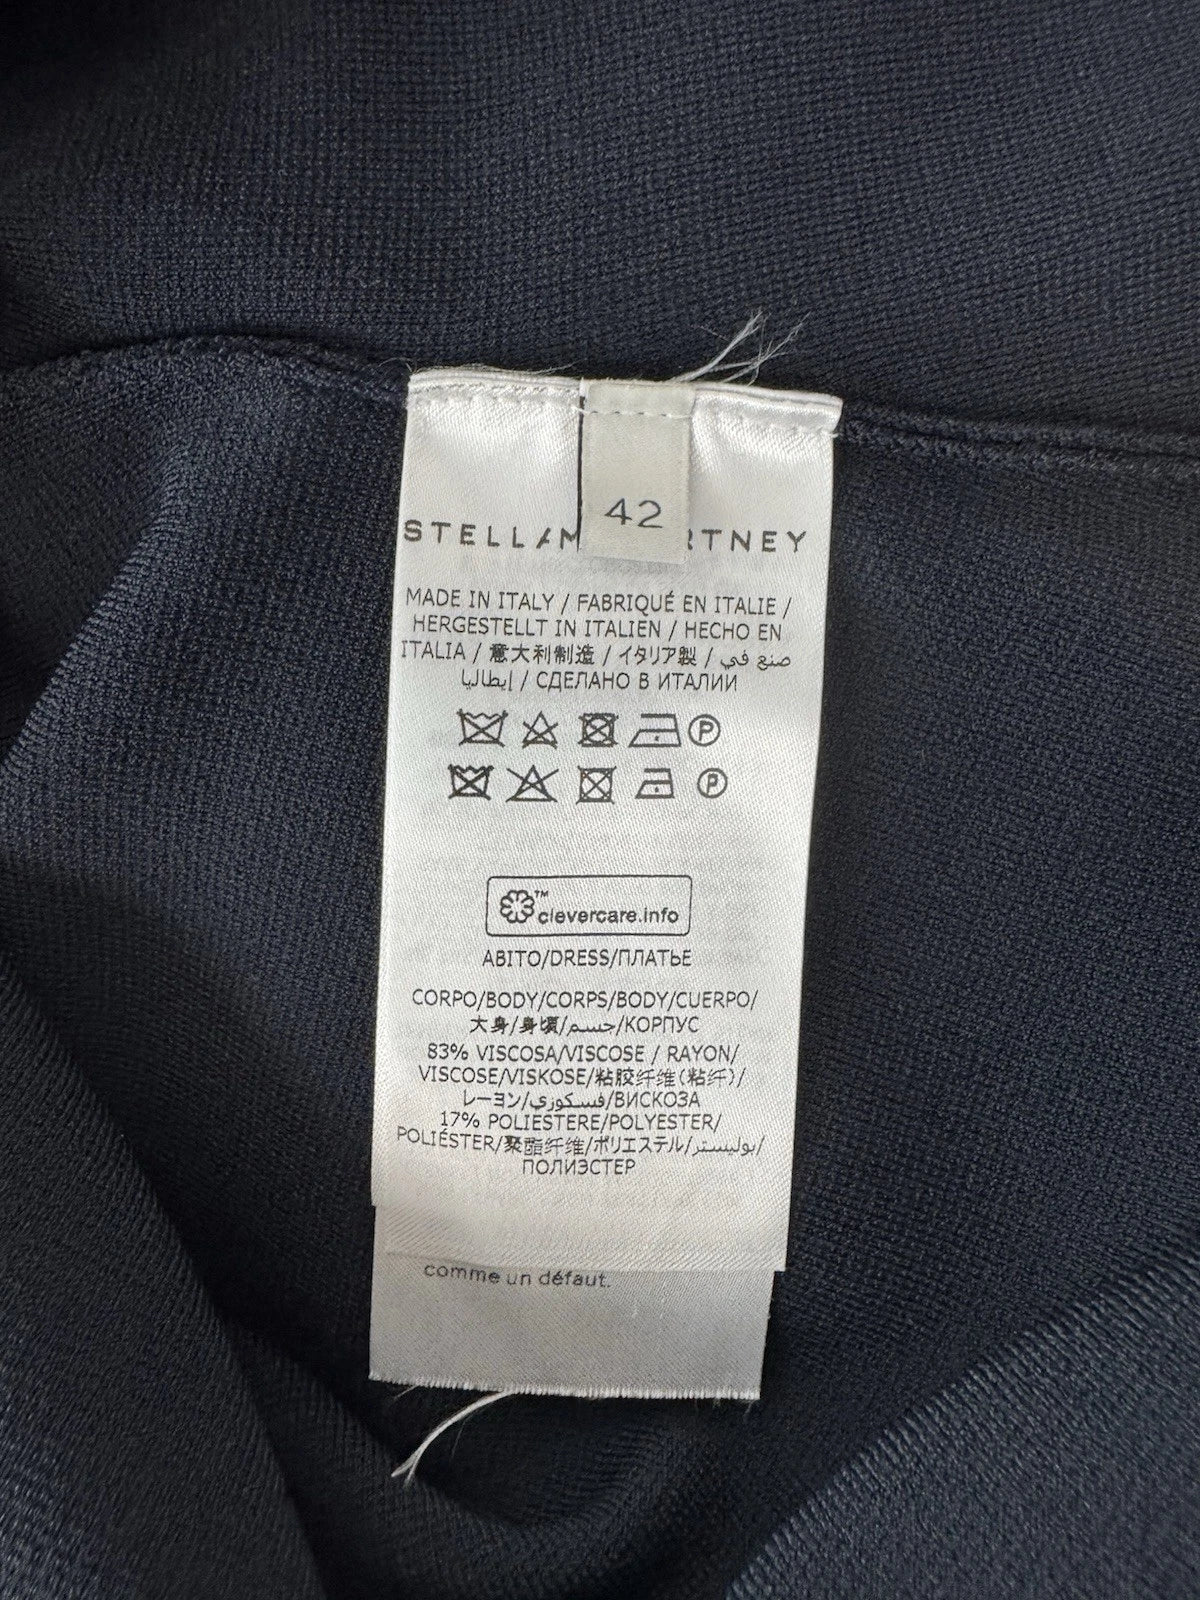 42
STELLA M RTNEY
MADE IN ITALY / FABRIQUÉ EN ITALIE /
HERGESTELLT IN ITALIEN / HECHO EN
ITALIA / 意大利制造 / イタリア製 / صنع في
إيطاليا / СДЕЛАНО В ИТАЛИИ
P
P
™
clevercare.info
ABITO/DRESS/ПЛАТЬЕ
CORPO/BODY/CORPS/BODY/CUERPO/
大身/身頃/جسم/КОРПУС
83% VISCOSA/VISCOSE / RAYON/
VISCOSE/VISKOSE/粘胶纤维(粘纤)/
レーヨン/فسكوزي/ВИСКОЗА
17% POLIESTERE/POLYESTER/
POLIÉSTER/聚酯纤维/ポリエステル/بوليستر/
ПОЛИЭСТЕР
comme un défaut.